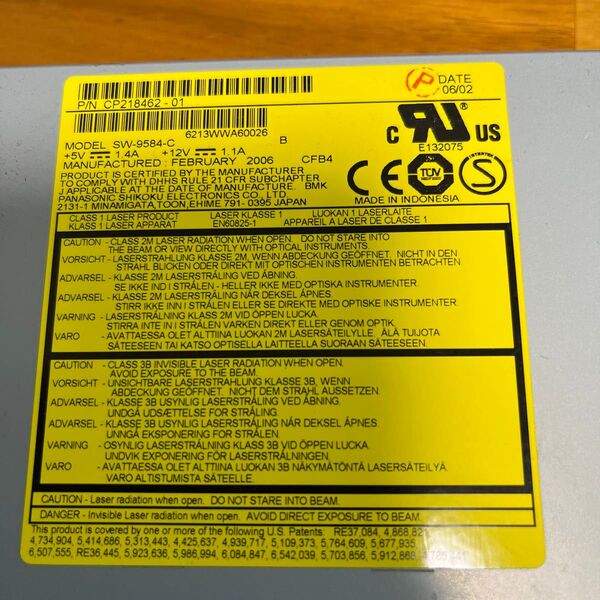 P/N CP218462-01
P DATE
06/02
6213WWA60026
MODEL SW-9584-C B
+5V 1.4A +12V 1.1A
MANUFACTURED : FEBRUARY 2006 CFB4
C UL US
E132075
PRODUCT IS CERTIFIED BY THE MANUFACTURER
TO COMPLY WITH DHHS RULE 21 CFR SUBCHAPTER
J APPLICABLE AT THE DATE OF MANUFACTURE. BMK
PANASONIC SHIKOKU ELECTRONICS CO., LTD.
2131-1 MINAMIGATA,TOON,EHIME 791-0395 JAPAN
CE TÜV S
CLASS 1 LASER PRODUCT LASER KLASSE 1 LUOKAN 1 LASERLAITE
KLASS 1 LASER APPARAT EN60825-1 APPAREIL A LASER DE CLASSE 1
CAUTION - CLASS 2M LASER RADIATION WHEN OPEN DO NOT STARE INTO
THE BEAM OR VIEW DIRECTLY WITH OPTICAL INSTRUMENTS.
VORSICHT - LASERSTRAHLUNG KLASSE 2M, WENN ABDECKUNG GEÖFFNET. NICHT IN DEN
STRAHL BLICKEN ODER DIREKT MIT OPTISCHEN INSTRUMENTEN BETRACHTEN.
ADVARSEL - KLASSE 2M LASERSTRÅLING VED ÅBNING.
SE IKKE IND I STRÅLEN - HELLER IKKE MED OPTISKE INSTRUMENTER.
ADVARSEL - KLASSE 2M LASERSTRÅLING NÅR DEKSEL ÅPNES.
STIRR IKKE INN I STRÅLEN ELLER SE DIREKTE MED OPTISKE INSTRUMENTER.
VARNING - LASERSTRÅLNING KLASS 2M VID ÖPPEN LUCKA.
STIRRA INTE IN I STRÅLEN VARKEN DIREKT ELLER GENOM OPTIK.
VARO - AVATTAESSA OLET ALTTIINA LUOKAN 2M LASERSÄTEILYLLE. ÄLÄ TUIJOTA
SÄTEESEEN TAI KATSO OPTISELLA LAITTEELLA SUORAAN SÄTEESEEN.
CAUTION - CLASS 3B INVISIBLE LASER RADIATION WHEN OPEN.
AVOID EXPOSURE TO THE BEAM.
VORSICHT - UNSICHTBARE LASERSTRAHLUNG KLASSE 3B, WENN
ABDECKUNG GEÖFFNET. NICHT DEM STRAHL AUSSETZEN.
ADVARSEL - KLASSE 3B USYNLIG LASERSTRÅLING VED ÅBNING.
UNDGÅ UDSÆTTELSE FOR STRÅLING.
ADVARSEL - KLASSE 3B USYNLIG LASERSTRÅLING NÅR DEKSEL ÅPNES.
UNNGÅ EKSPONERING FOR STRÅLEN.
VARNING - OSYNLIG LASERSTRÅLNING KLASS 3B VID ÖPPEN LUCKA.
UNDVIK EXPONERING FÖR STRÅLEN.
VARO - AVATTAESSA OLET ALTTIINA LUOKAN 3B NÄKYMÄTÖNTÄ LASERSÄTEILYÄ.
VARO ALTISTUMISTA SÄTEELLE.
CAUTION - Laser radiation when open. DO NOT STARE INTO BEAM.
DANGER - Invisible Laser radiation when open. AVOID DIRECT EXPOSURE TO BEAM.
This product is covered by one or more of the following U.S. Patents. RE37,084, 4,868,821
4,734,904, 5,414,686, 5,313,443, 4,425,637, 4,939,717, 5,109,373, 5,764,609, 5,677,935,
6,507,555, RE36,445, 5,923,636, 5,986,994, 6,084,847, 6,542,039, 5,703,856, 5,912,868